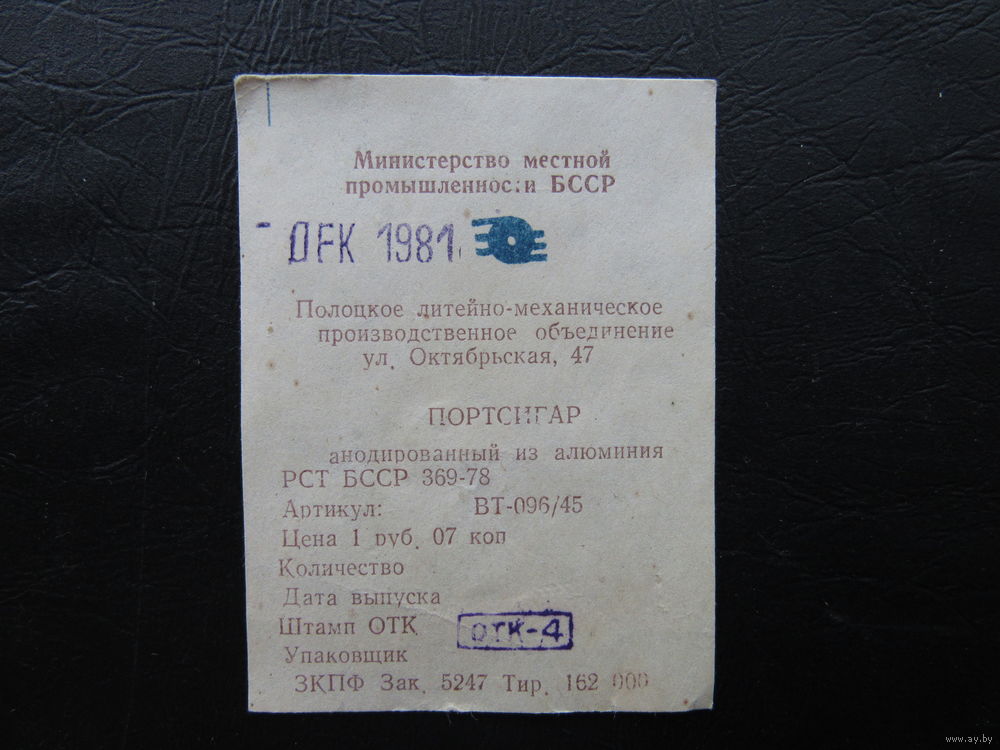 Министерство местной
промышленности БССР
ДЕК 1981
Полоцкое литейно-механическое
производственное объединение
ул. Октябрьская, 47
ПОРТСИГАР
анодированный из алюминия
РСТ БССР 369-78
Артикул: ВТ-096/45
Цена 1 руб. 07 коп
Количество
Дата выпуска
Штамп ОТК ОТК-4
Упаковщик
ЗКПФ Зак. 5247 Тир. 162 000
www.ay.by